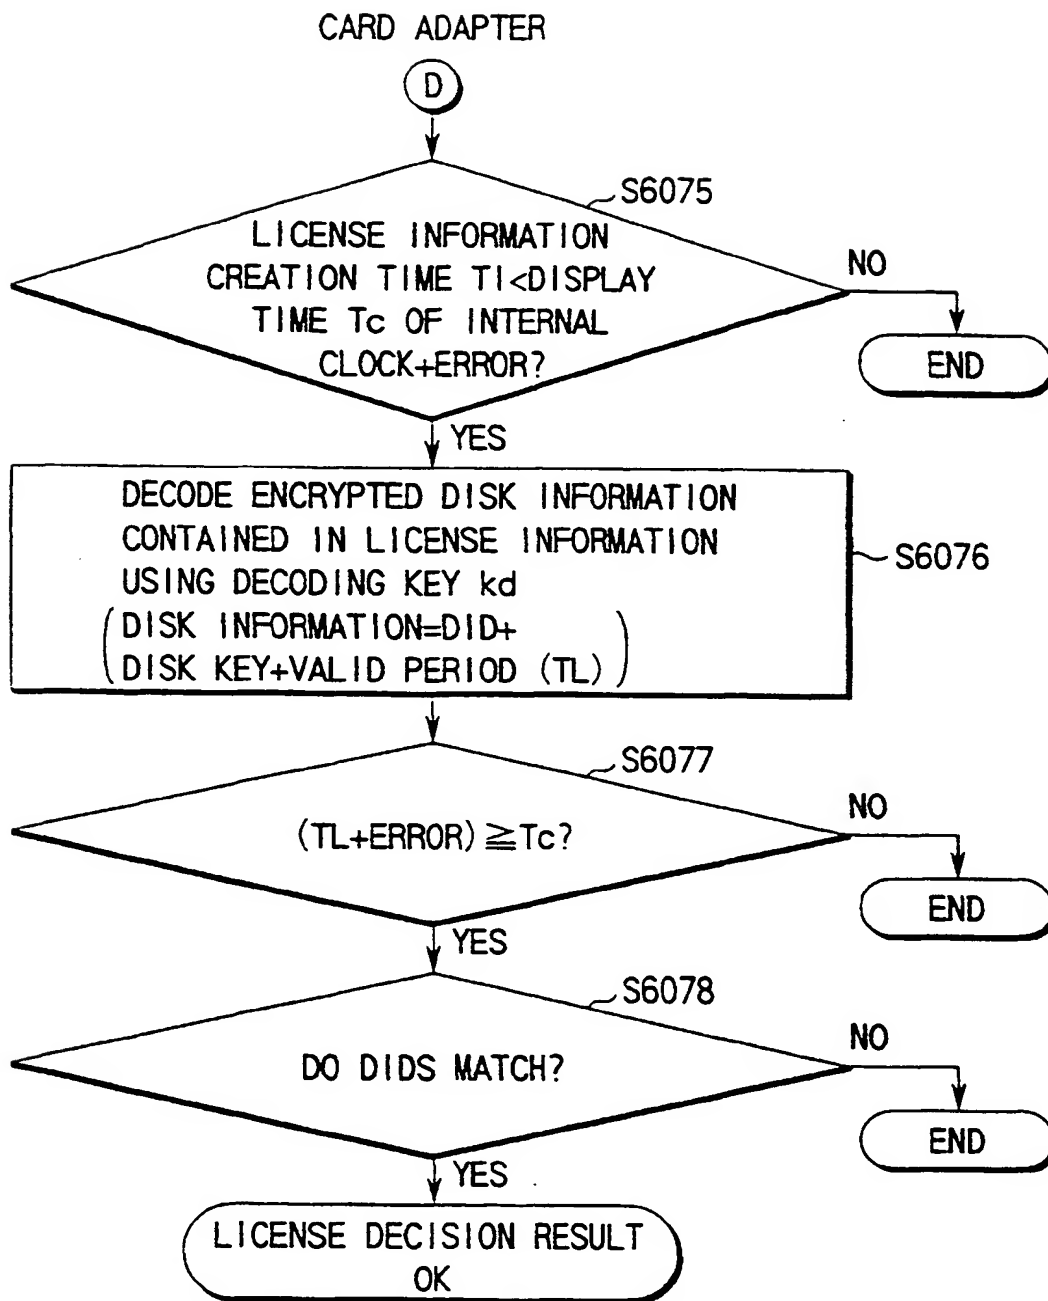 CARD ADAPTER
D
S6075
LICENSE INFORMATION
CREATION TIME TI<DISPLAY
TIME Tc OF INTERNAL
CLOCK+ERROR?
NO
END
YES
DECODE ENCRYPTED DISK INFORMATION
CONTAINED IN LICENSE INFORMATION
USING DECODING KEY kd
(DISK INFORMATION=DID+
DISK KEY+VALID PERIOD (TL))
S6076
S6077
(TL+ERROR)≧Tc?
NO
END
YES
S6078
DO DIDS MATCH?
NO
END
YES
LICENSE DECISION RESULT
OK